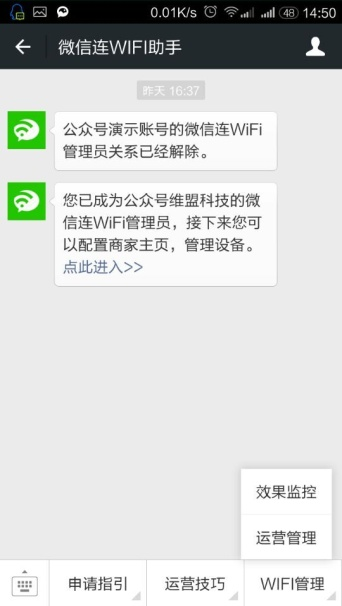 0.01K/s 48 14:50
微信连WIFI助手
昨天 16:37
公众号演示账号的微信连WiFi
管理员关系已经解除。
您已成为公众号维盟科技的微
信连WiFi管理员，接下来您可
以配置商家主页，管理设备。
点此进入>>
效果监控
运营管理
申请指引 运营技巧 WIFI管理